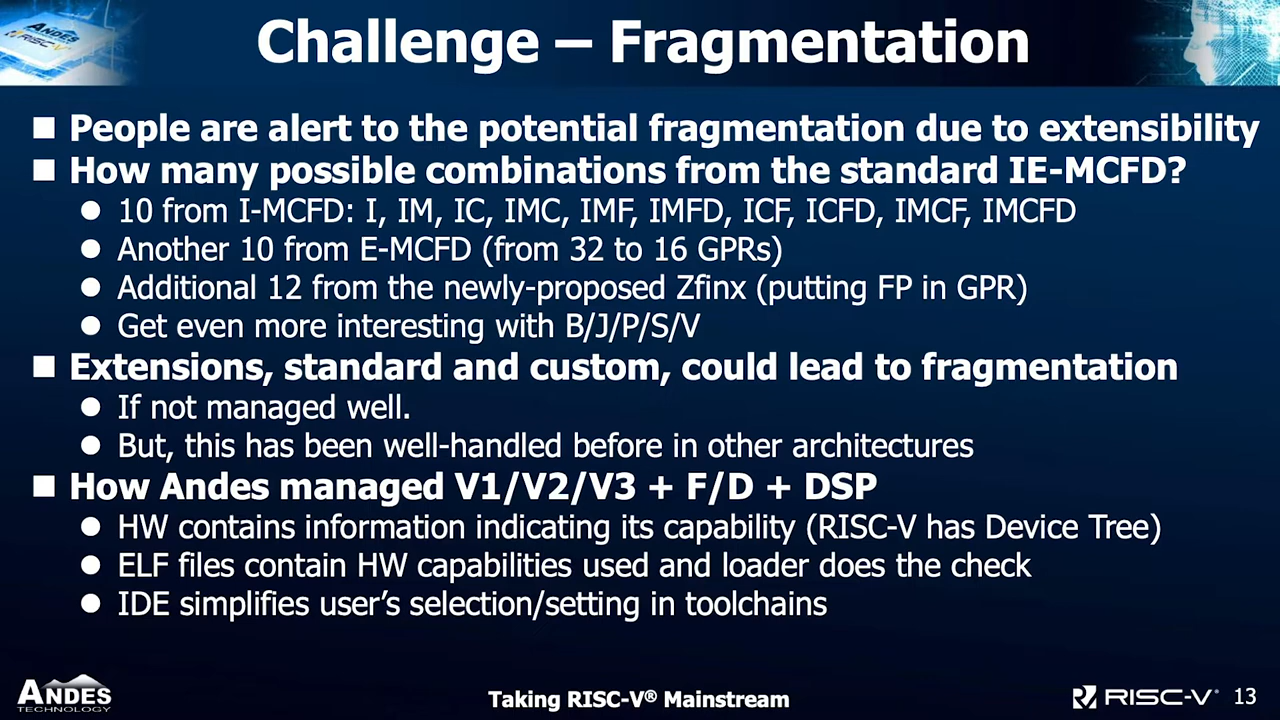 ANDES
RISC-V
Challenge – Fragmentation
People are alert to the potential fragmentation due to extensibility
How many possible combinations from the standard IE-MCFD?
10 from I-MCFD: I, IM, IC, IMC, IMF, IMFD, ICF, ICFD, IMCF, IMCFD
Another 10 from E-MCFD (from 32 to 16 GPRs)
Additional 12 from the newly-proposed Zfinx (putting FP in GPR)
Get even more interesting with B/J/P/S/V
Extensions, standard and custom, could lead to fragmentation
If not managed well.
But, this has been well-handled before in other architectures
How Andes managed V1/V2/V3 + F/D + DSP
HW contains information indicating its capability (RISC-V has Device Tree)
ELF files contain HW capabilities used and loader does the check
IDE simplifies user’s selection/setting in toolchains
ANDES
TECHNOLOGY
Taking RISC-V® Mainstream
RISC-V® 13